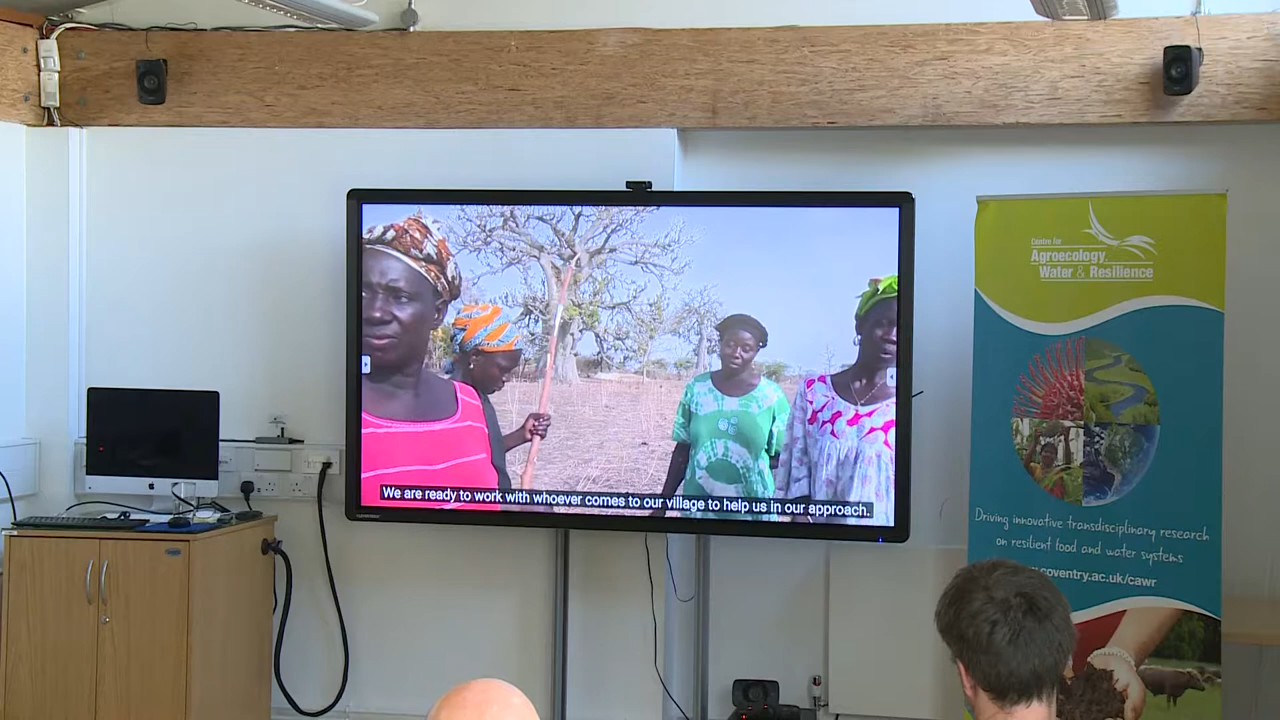 Centre for
Agroecology,
Water & Resilience
We are ready to work with whoever comes to our village to help us in our approach.
Driving innovative transdisciplinary research
on resilient food and water systems
coventry.ac.uk/cawr